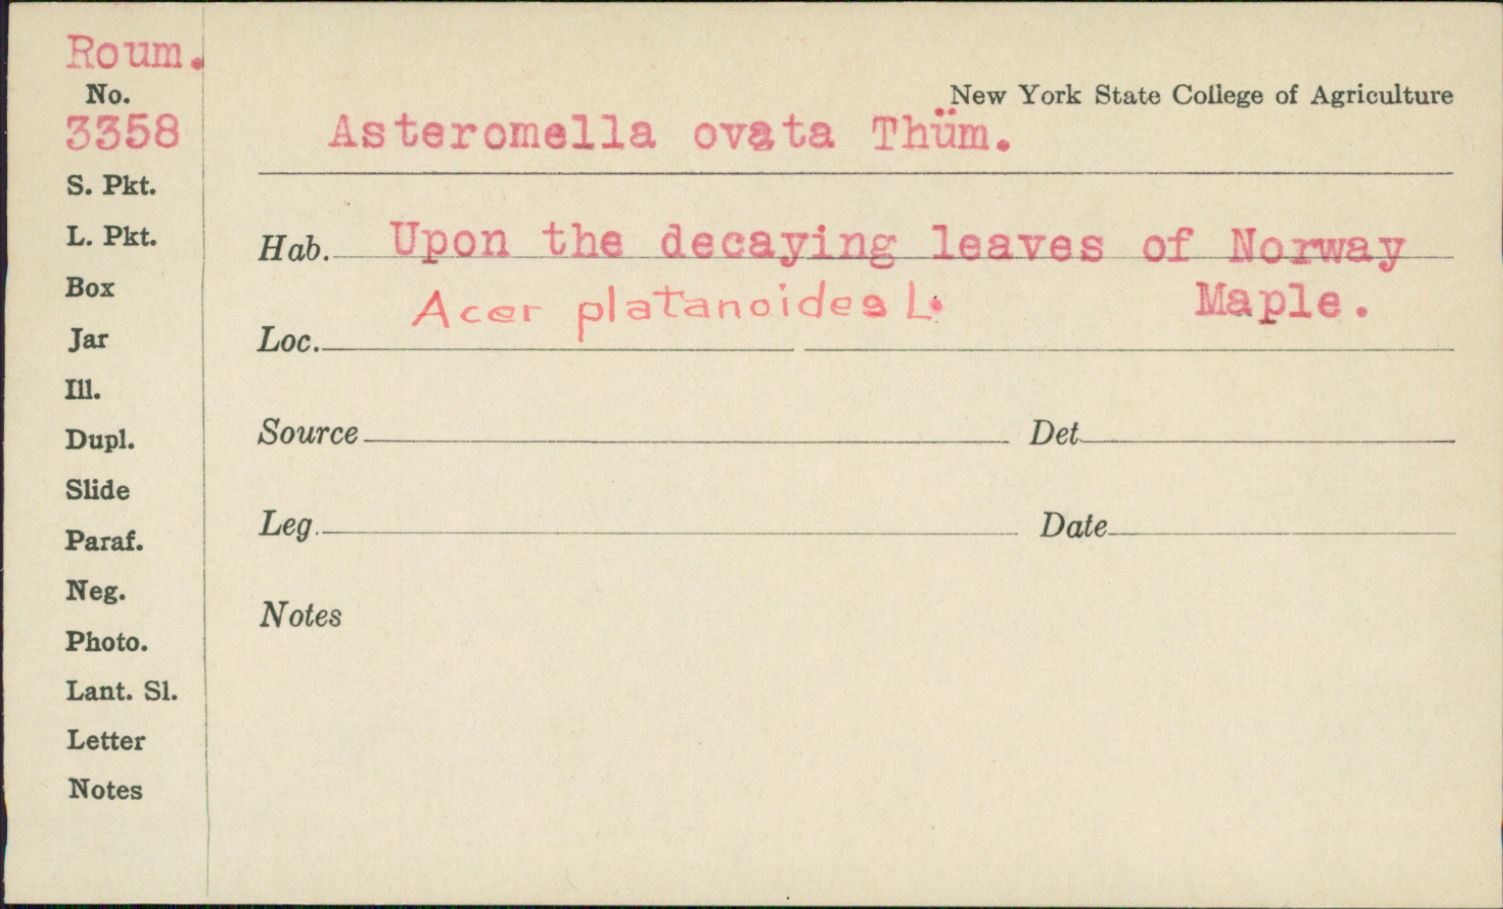 Roum.
No.
3358
S. Pkt.
L. Pkt.
Box
Jar
Ill.
Dupl.
Slide
Paraf.
Neg.
Photo.
Lant. Sl.
Letter
Notes
New York State College of Agriculture
Asteromella ovata Thüm.
Hab. Upon the decaying leaves of Norway
Acer platanoides L. Maple.
Loc.
Source Det
Leg. Date
Notes